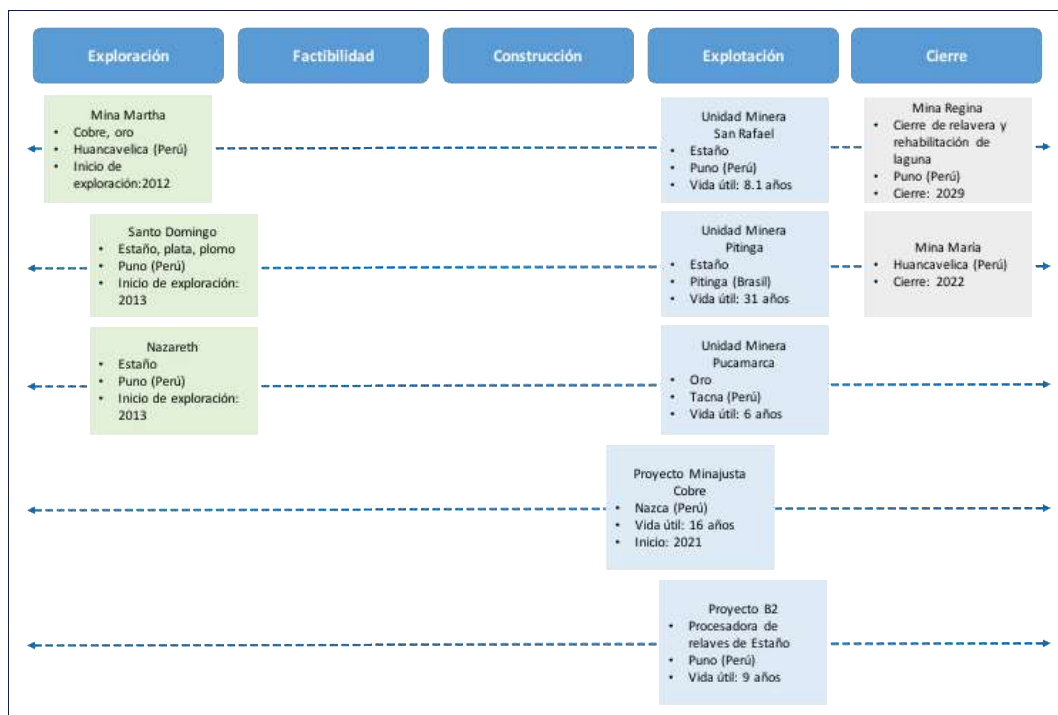 Exploración
Factibilidad
Construcción
Explotación
Cierre
Mina Martha
• Cobre, oro
• Huancavelica (Perú)
• Inicio de
exploración:2012
Unidad Minera
San Rafael
• Estaño
• Puno (Perú)
• Vida útil: 8.1 años
Mina Regina
• Cierre de relavera y
rehabilitación de
laguna
• Puno (Perú)
• Cierre: 2029
Santo Domingo
• Estaño, plata, plomo
• Puno (Perú)
• Inicio de exploración:
2013
Unidad Minera
Pitinga
• Estaño
• Pitinga (Brasil)
• Vida útil: 31 años
Mina María
• Huancavelica (Perú)
• Cierre: 2022
Nazareth
• Estaño
• Puno (Perú)
• Inicio de exploración:
2013
Unidad Minera
Pucamarca
• Oro
• Tacna (Perú)
• Vida útil: 6 años
Proyecto Minajusta
Cobre
• Nazca (Perú)
• Vida útil: 16 años
• Inicio: 2021
Proyecto B2
• Procesadora de
relaves de Estaño
• Puno (Perú)
• Vida útil: 9 años